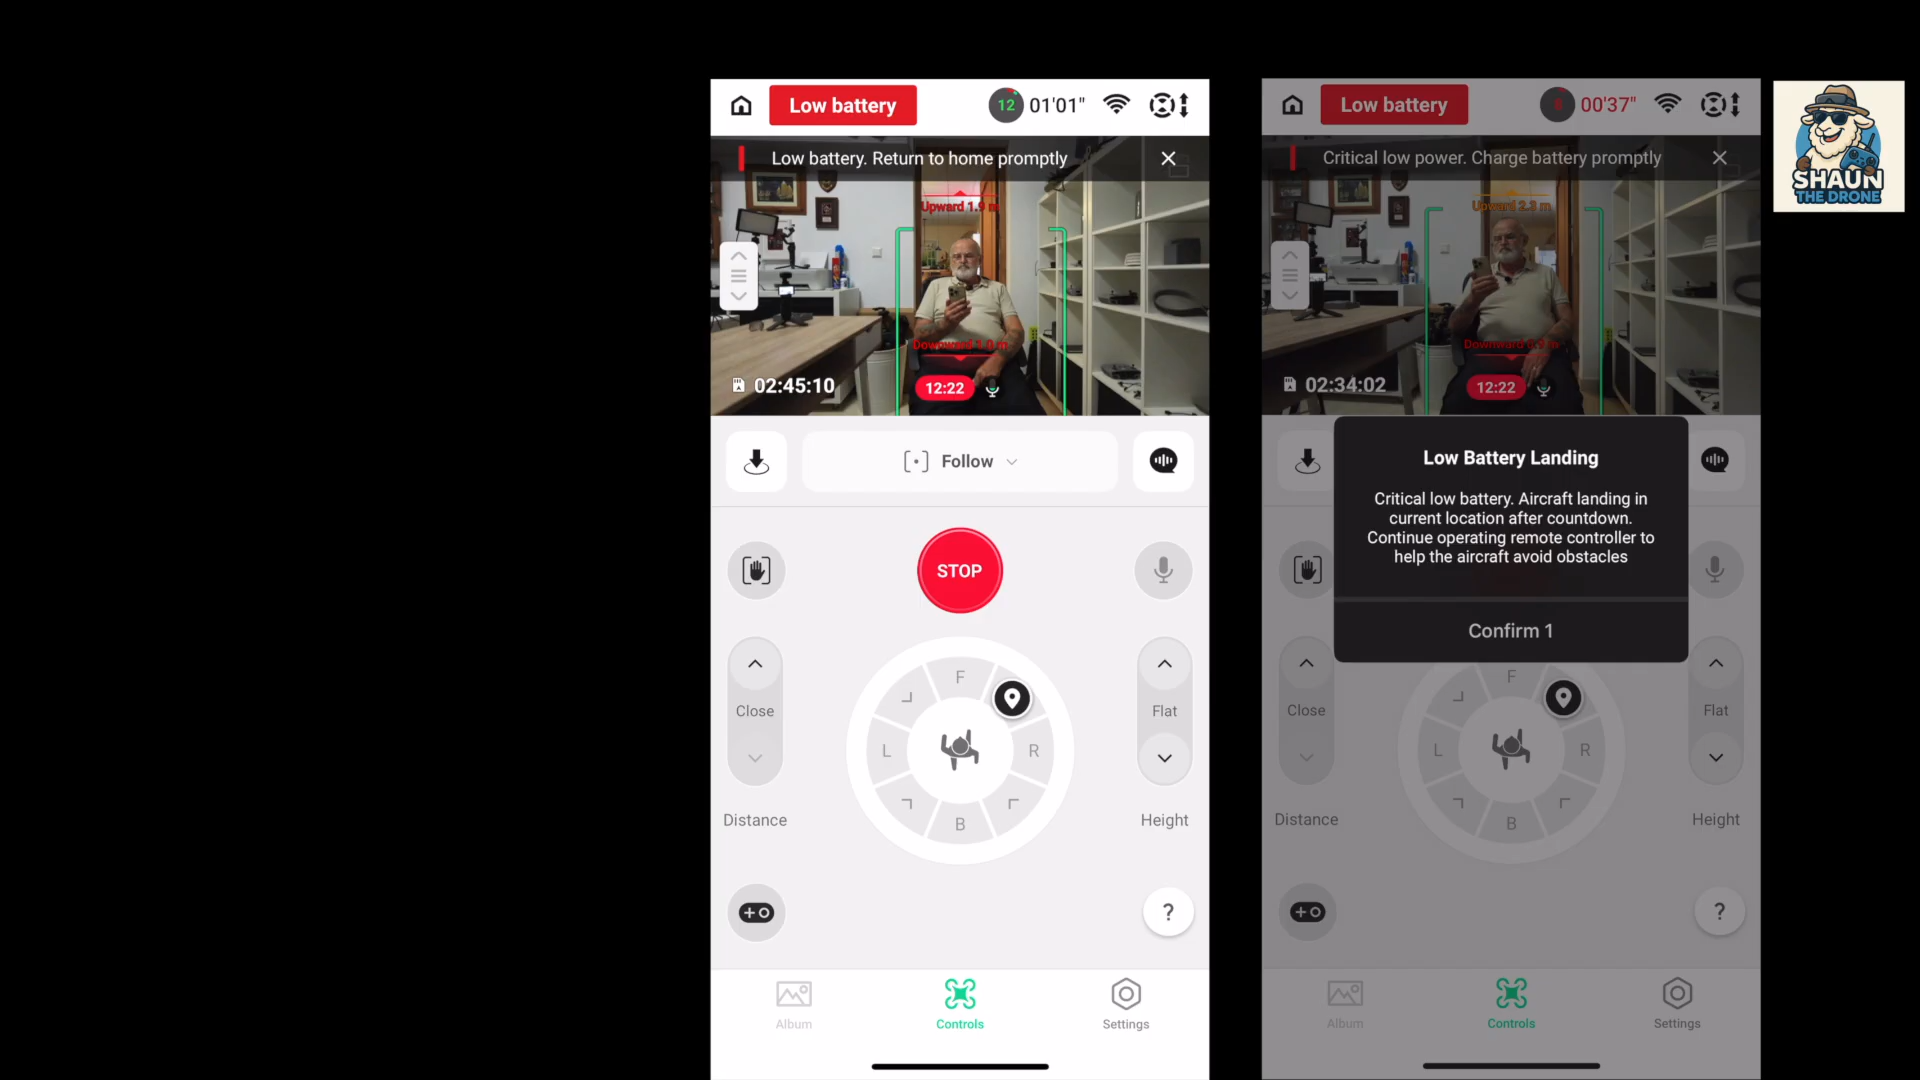 Low battery
12
01'01"
Low battery. Return to home promptly
Upward 1.9 m
Downward 1.0 m
02:45:10
12:22
Follow
STOP
Close
Flat
F
L
R
B
Distance
Height
?
Album
Controls
Settings
Low battery
00'37"
Critical low power. Charge battery promptly
Upward 2.3 m
Downward
02:34:02
12:22
Low Battery Landing
Critical low battery. Aircraft landing in
current location after countdown.
Continue operating remote controller to
help the aircraft avoid obstacles
Confirm 1
Close
Flat
F
L
R
B
Distance
Height
?
Album
Controls
Settings
SHAUN
THE DRONE